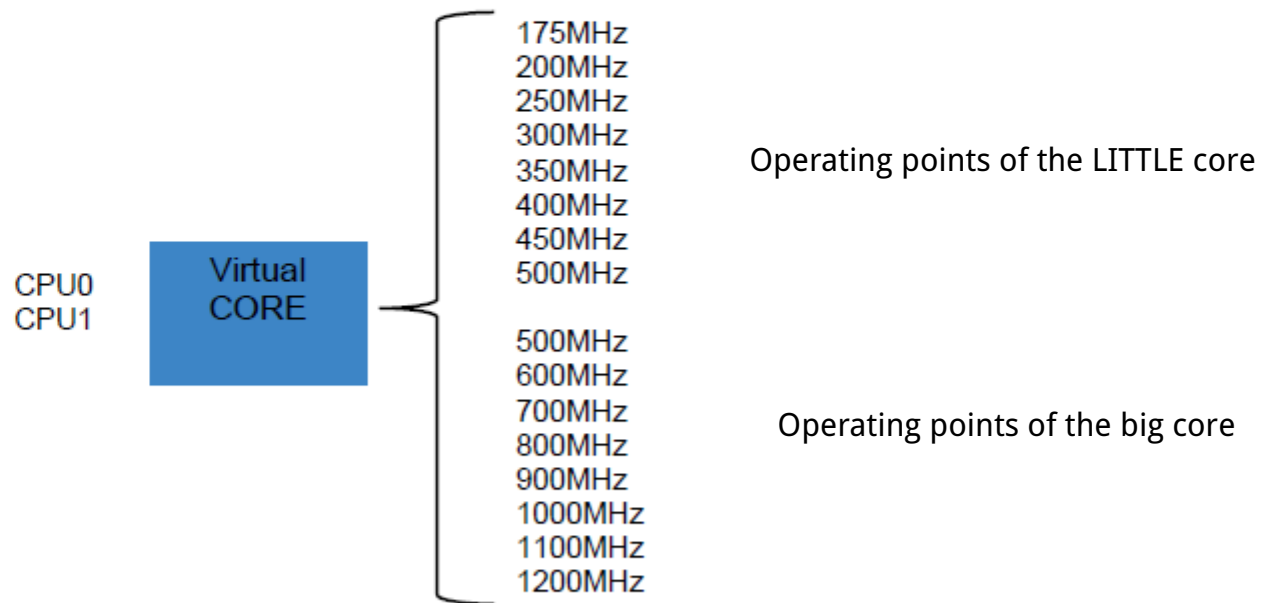 175MHz
200MHz
250MHz
300MHz
350MHz
400MHz
450MHz
500MHz
Operating points of the LITTLE core
CPU0
CPU1
Virtual
CORE
500MHz
600MHz
700MHz
800MHz
900MHz
1000MHz
1100MHz
1200MHz
Operating points of the big core